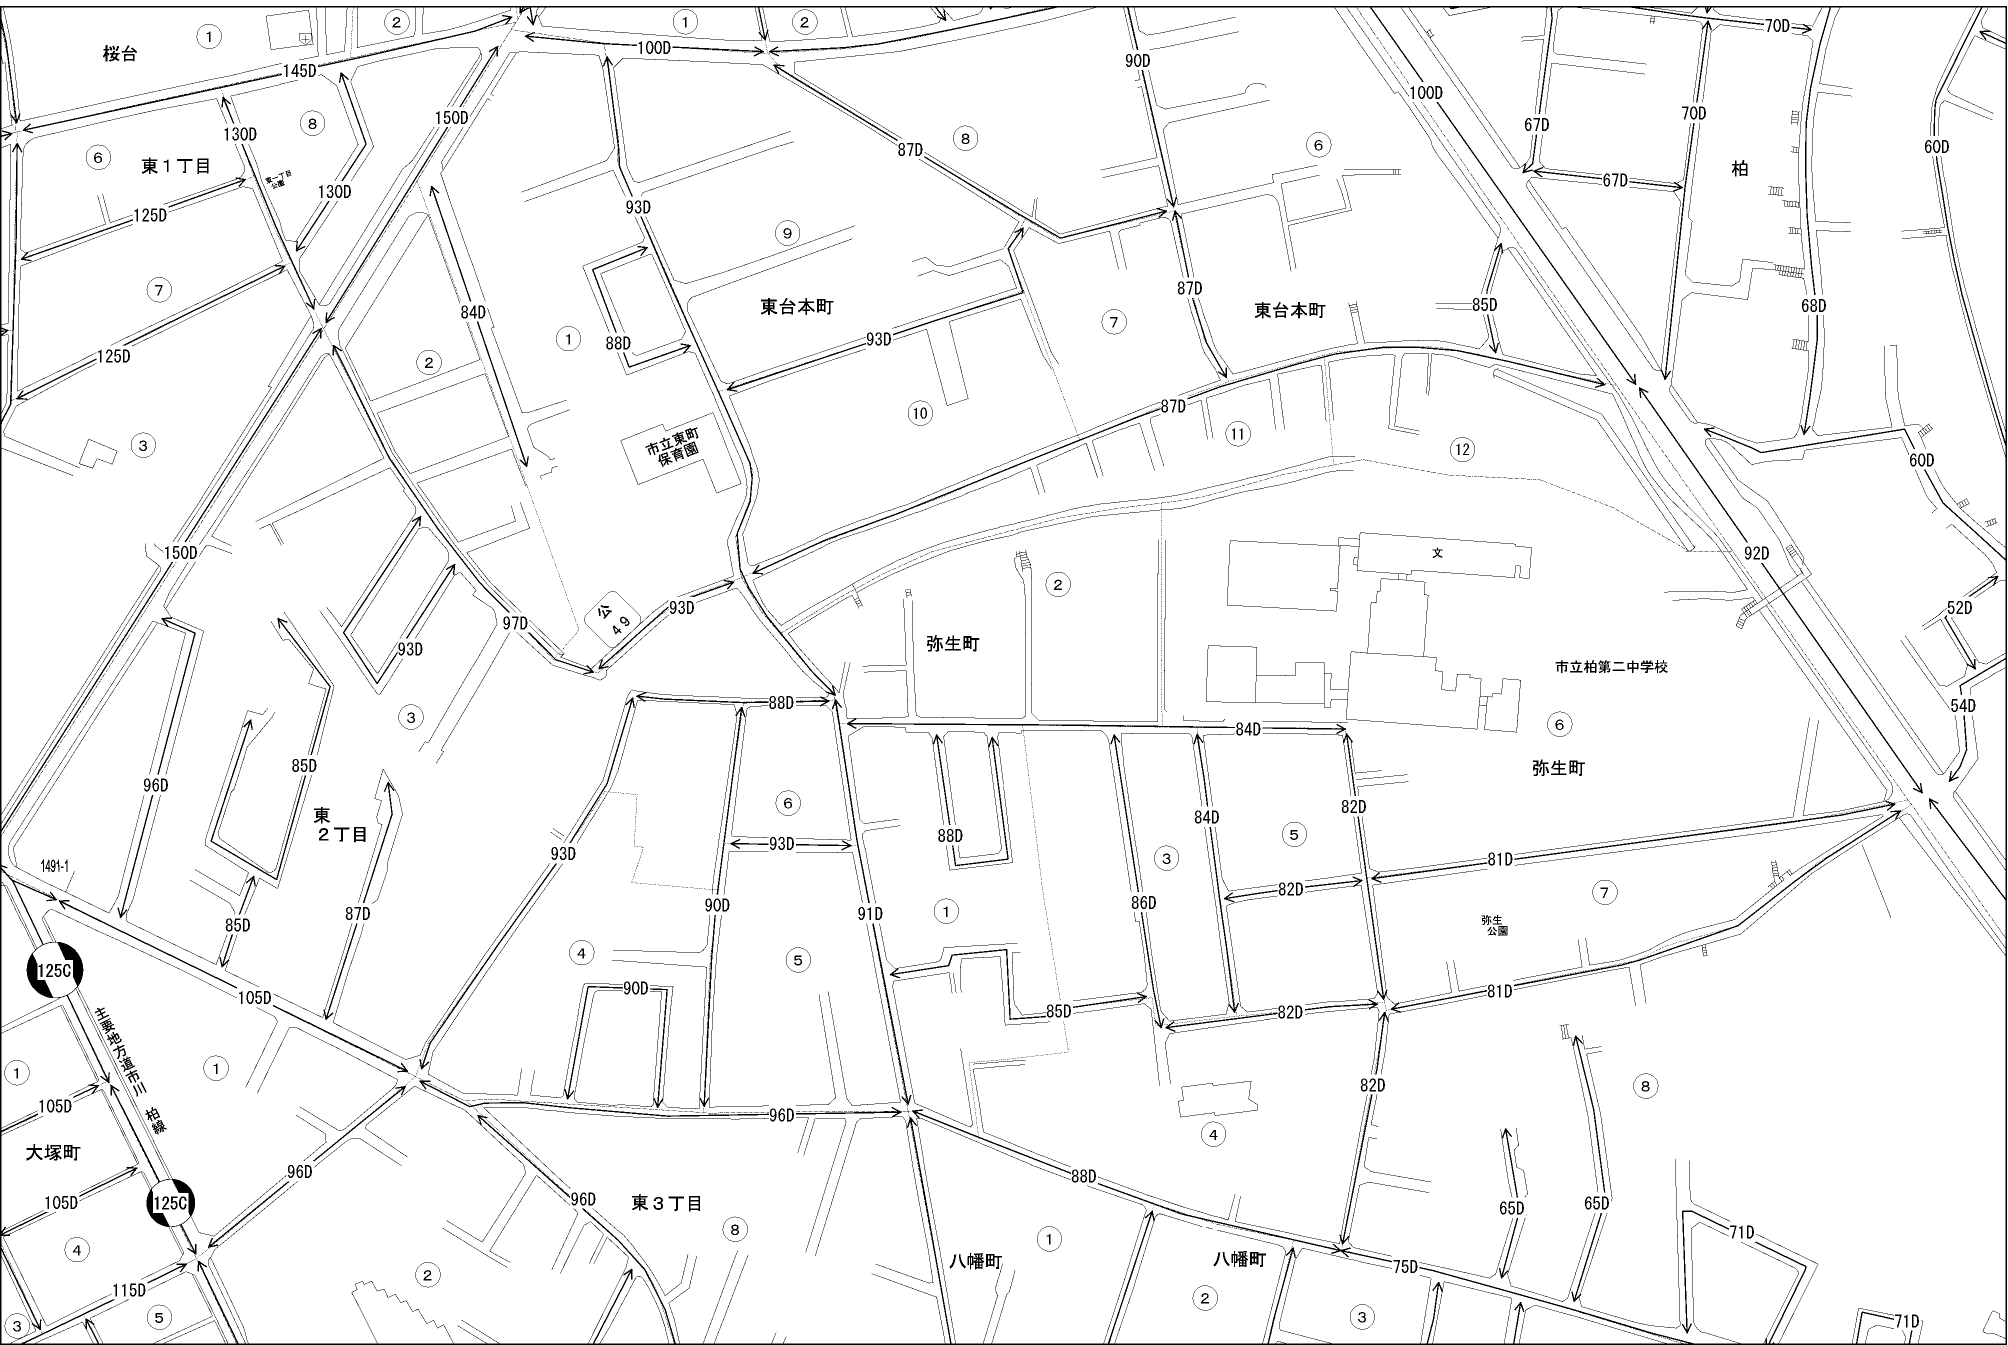 ① ② ① ②
桜台
145D
100D
90D
70D
100D
⑧
130D
150D
⑧
87D
⑥
67D
70D
60D
⑥
東1丁目
東一丁目
公園
130D
125D
93D
67D
柏
⑨
⑦
84D
東台本町
87D
東台本町
85D
68D
125D
②
①
88D
93D
⑦
③
⑩
87D
⑪
⑫
市立東町
保育園
60D
150D
文
92D
②
公
49
93D
97D
93D
52D
弥生町
市立柏第二中学校
③
88D
84D
⑥
54D
96D
85D
弥生町
東
2丁目
⑥
93D
93D
88D
84D
82D
⑤
③
81D
1491-1
82D
⑦
87D
85D
90D
91D
①
86D
弥生
公園
④
⑤
125C
105D
90D
85D
82D
81D
主要地方道市川 柏線
①
①
82D
⑧
105D
96D
④
大塚町
96D
88D
105D
96D
東3丁目
65D
65D
④
⑧
①
八幡町
八幡町
71D
125C
115D
②
75D
②
③
⑤
③
71D